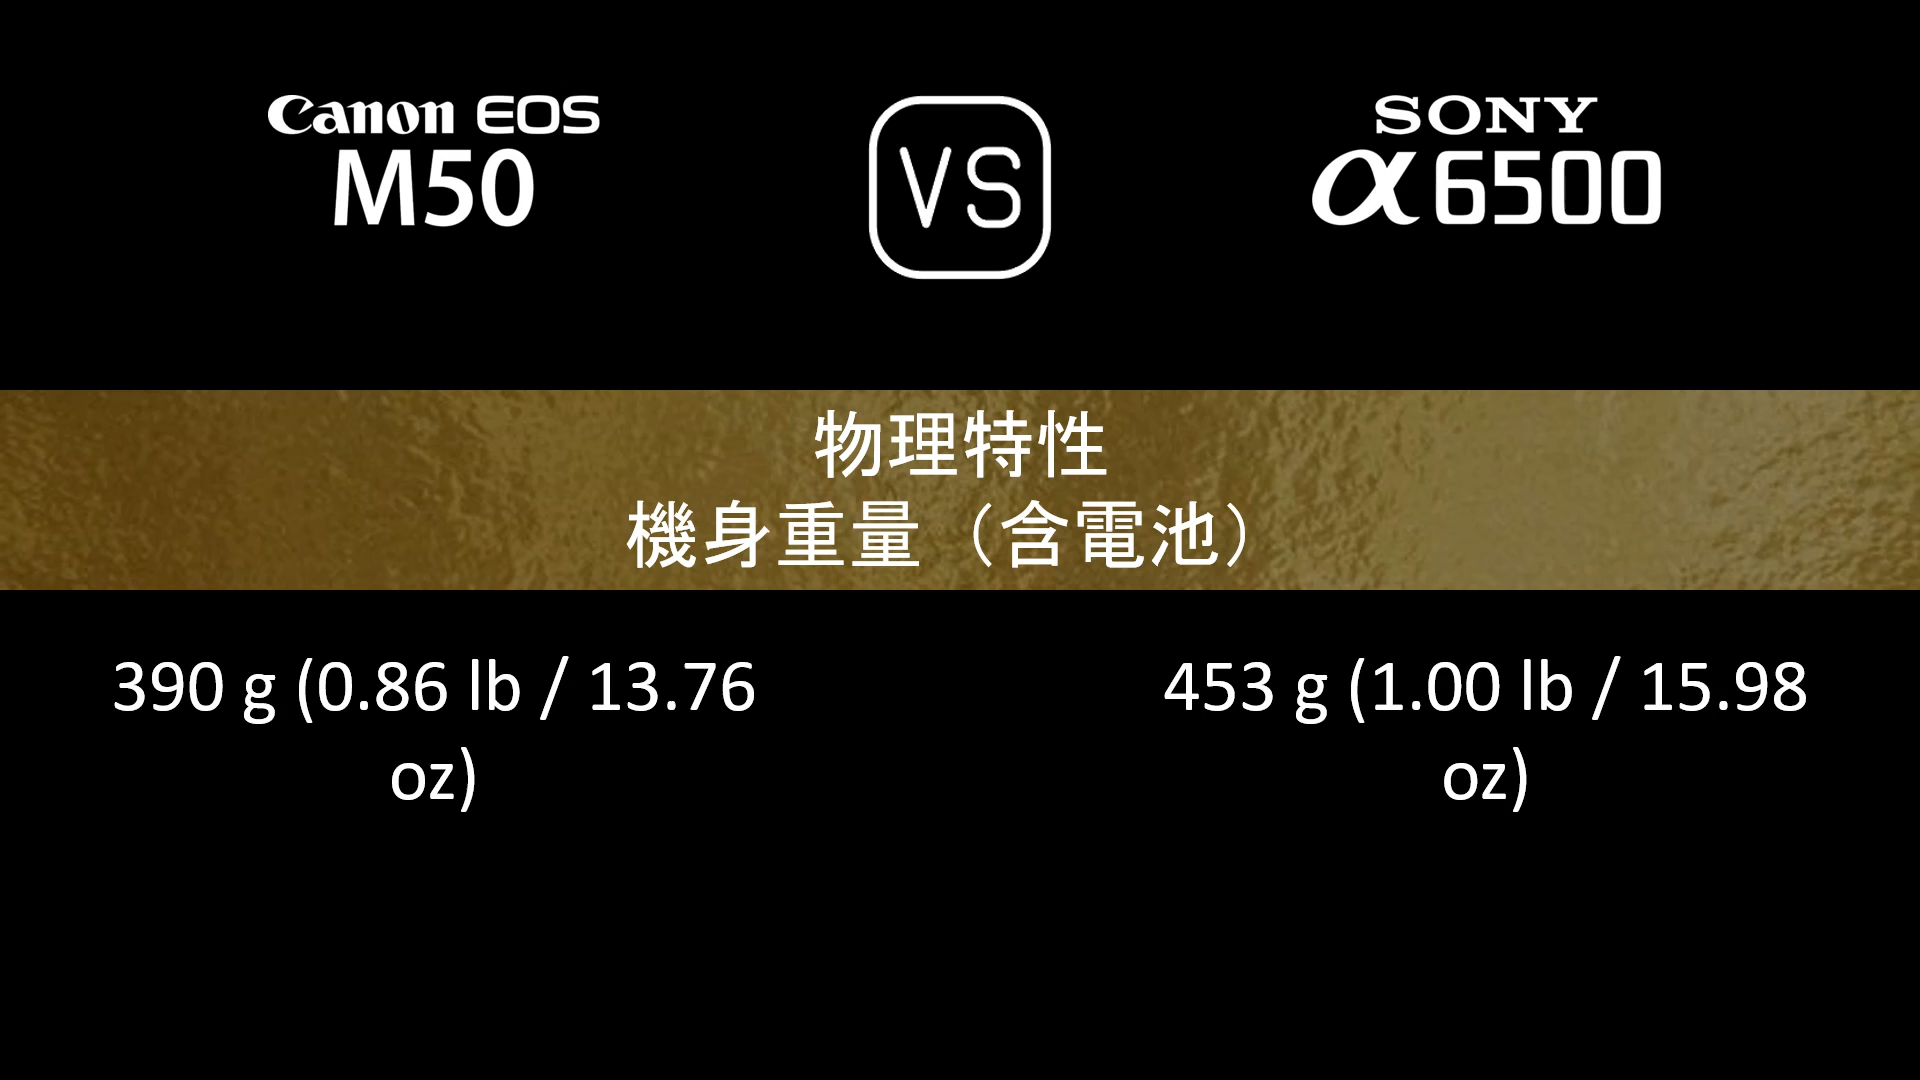 Canon EOS
M50
VS
SONY
α6500
物理特性
機身重量（含電池）
390 g (0.86 lb / 13.76
oz)
453 g (1.00 lb / 15.98
oz)